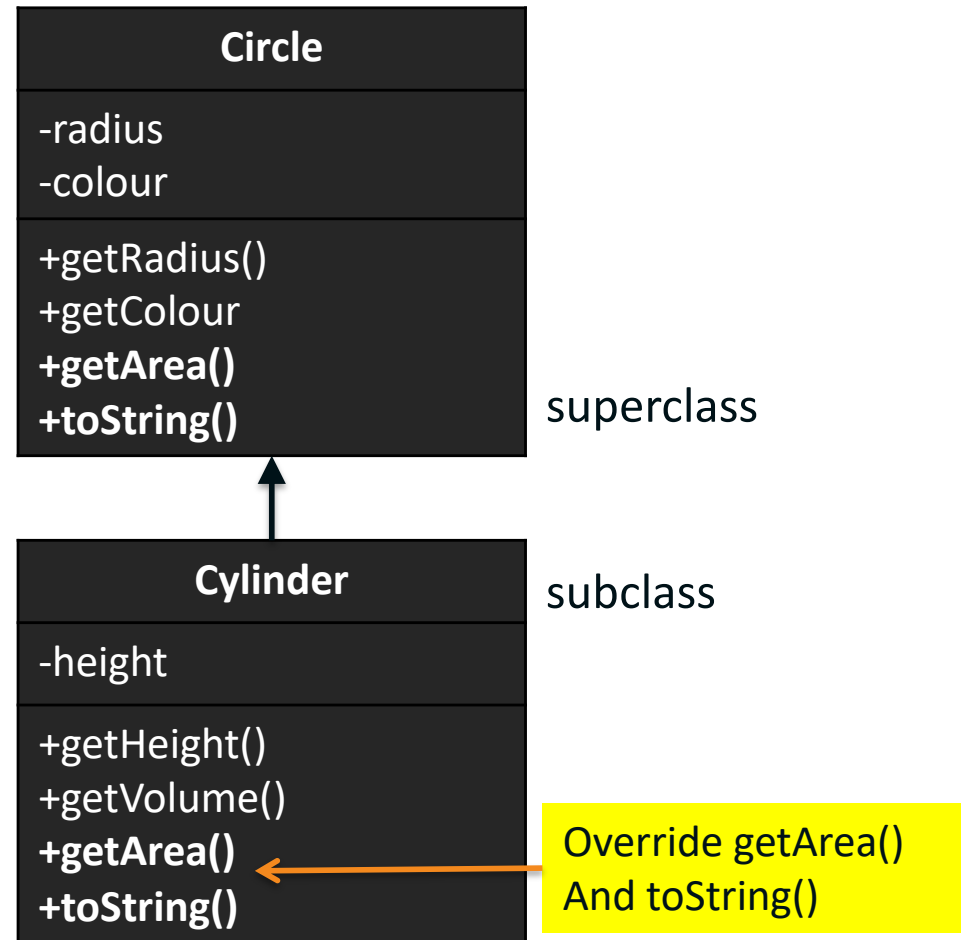 Circle
-radius
-colour
+getRadius()
+getColour
+getArea()
+toString()
superclass
Cylinder
subclass
-height
+getHeight()
+getVolume()
+getArea()
+toString()
Override getArea()
And toString()